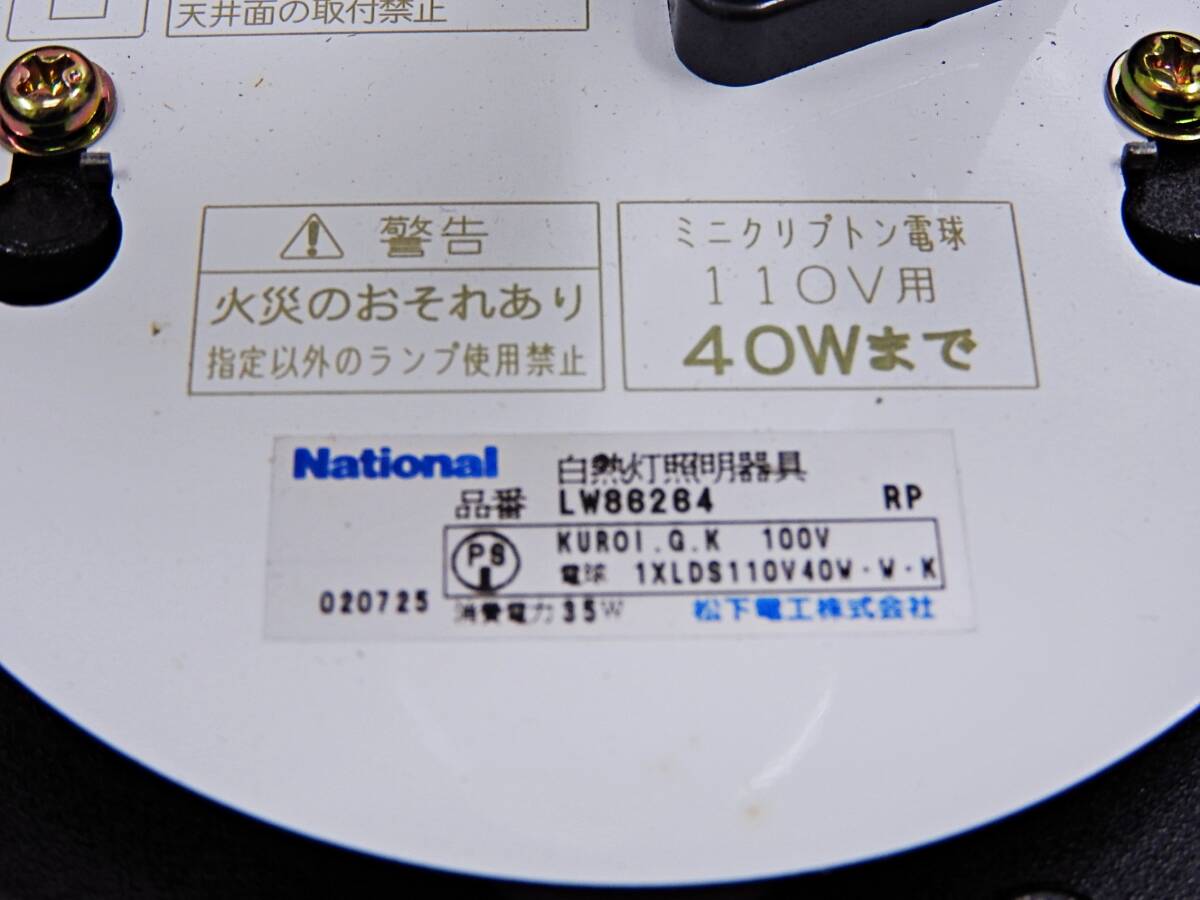 天井面の取付禁止
警告
火災のおそれあり
指定以外のランプ使用禁止
ミニクリプトン電球
110V用
40Wまで
National 白熱灯照明器具
品番 LW86264 RP
PS E KUROI.G.K 100V
電球 1XLDS110V40W·W·K
020725 消費電力 35W 松下電工株式会社